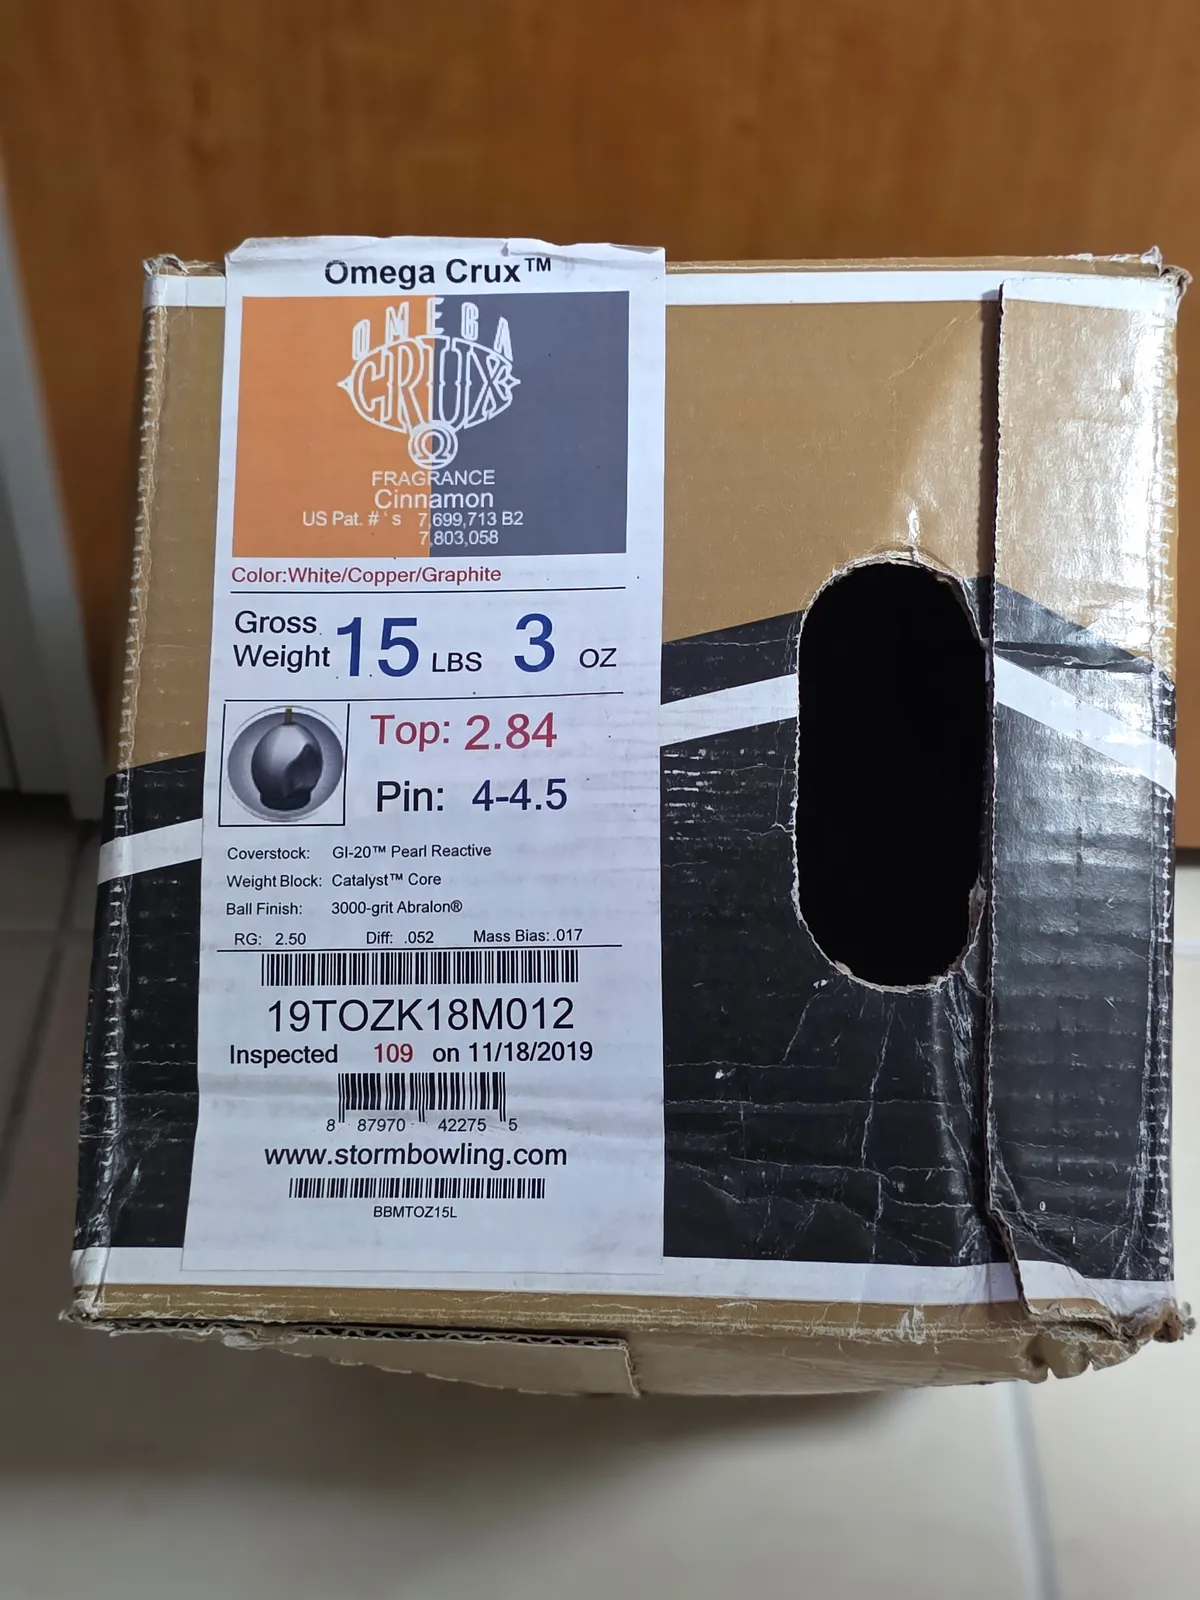 Omega Crux™
OMEGA
CRUX
Ω
FRAGRANCE
Cinnamon
US Pat. #'s 7,699,713 B2
7,803,058
Color:White/Copper/Graphite
Gross Weight 15 LBS 3 OZ
Top: 2.84
Pin: 4-4.5
Coverstock: GI-20™ Pearl Reactive
Weight Block: Catalyst™ Core
Ball Finish: 3000-grit Abralon®
RG: 2.50 Diff: .052 Mass Bias: .017
19TOZK18M012
Inspected 109 on 11/18/2019
8 87970 42275 5
www.stormbowling.com
BBMTOZ15L